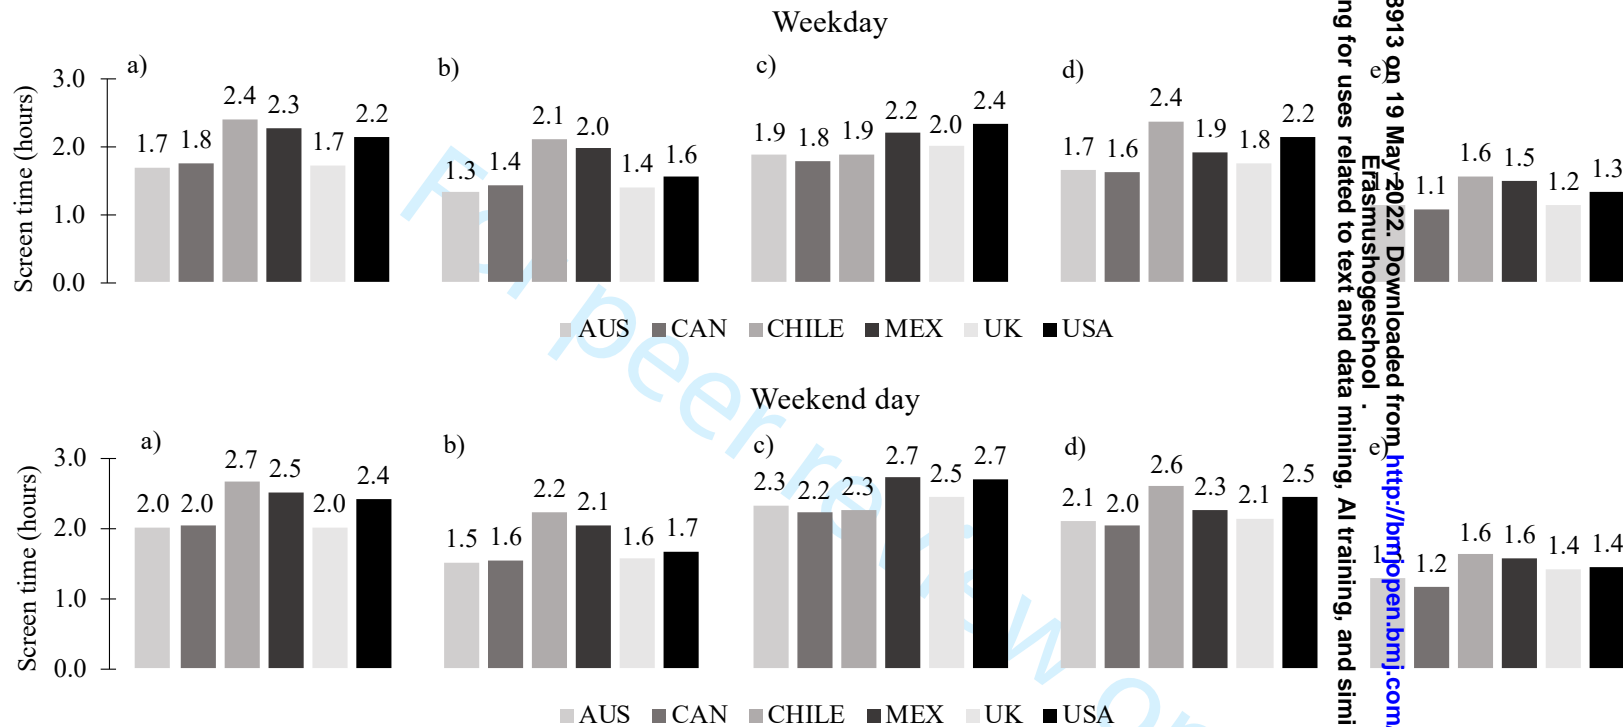 Weekday
a) b) c) d) e)
Screen time (hours)
3.0
2.0
1.0
0.0
1.7 1.8 2.4 2.3 1.7 2.2
1.3 1.4 2.1 2.0 1.4 1.6
1.9 1.8 1.9 2.2 2.0 2.4
1.7 1.6 2.4 1.9 1.8 2.2
1.1 1.6 1.5 1.2 1.3
AUS CAN CHILE MEX UK USA
Weekend day
a) b) c) d) e)
Screen time (hours)
3.0
2.0
1.0
0.0
2.0 2.0 2.7 2.5 2.0 2.4
1.5 1.6 2.2 2.1 1.6 1.7
2.3 2.2 2.3 2.7 2.5 2.7
2.1 2.0 2.6 2.3 2.1 2.5
1.2 1.6 1.6 1.4 1.4
AUS CAN CHILE MEX UK USA
For peer review on
8913 on 19 May 2022. Downloaded from http://bmjopen.bmj.com/
Erasmushogeschool .
ng for uses related to text and data mining, AI training, and simi